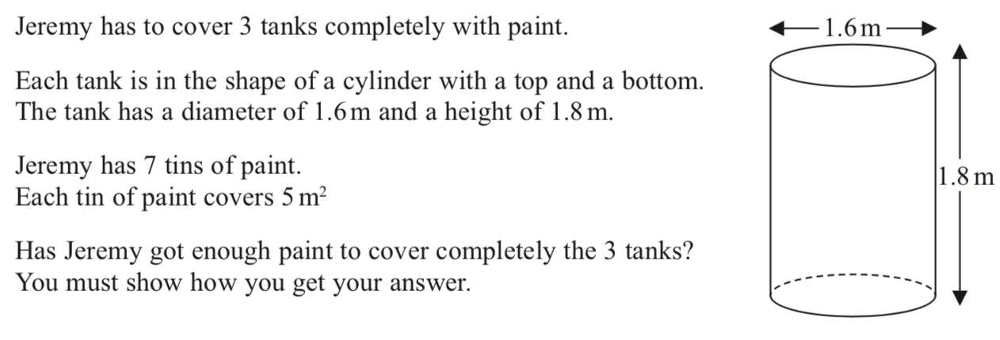 Jeremy has to cover 3 tanks completely with paint.
Each tank is in the shape of a cylinder with a top and a bottom.
The tank has a diameter of 1.6 m and a height of 1.8 m.
Jeremy has 7 tins of paint.
Each tin of paint covers 5 m²
Has Jeremy got enough paint to cover completely the 3 tanks?
You must show how you get your answer.
1.6 m
1.8 m